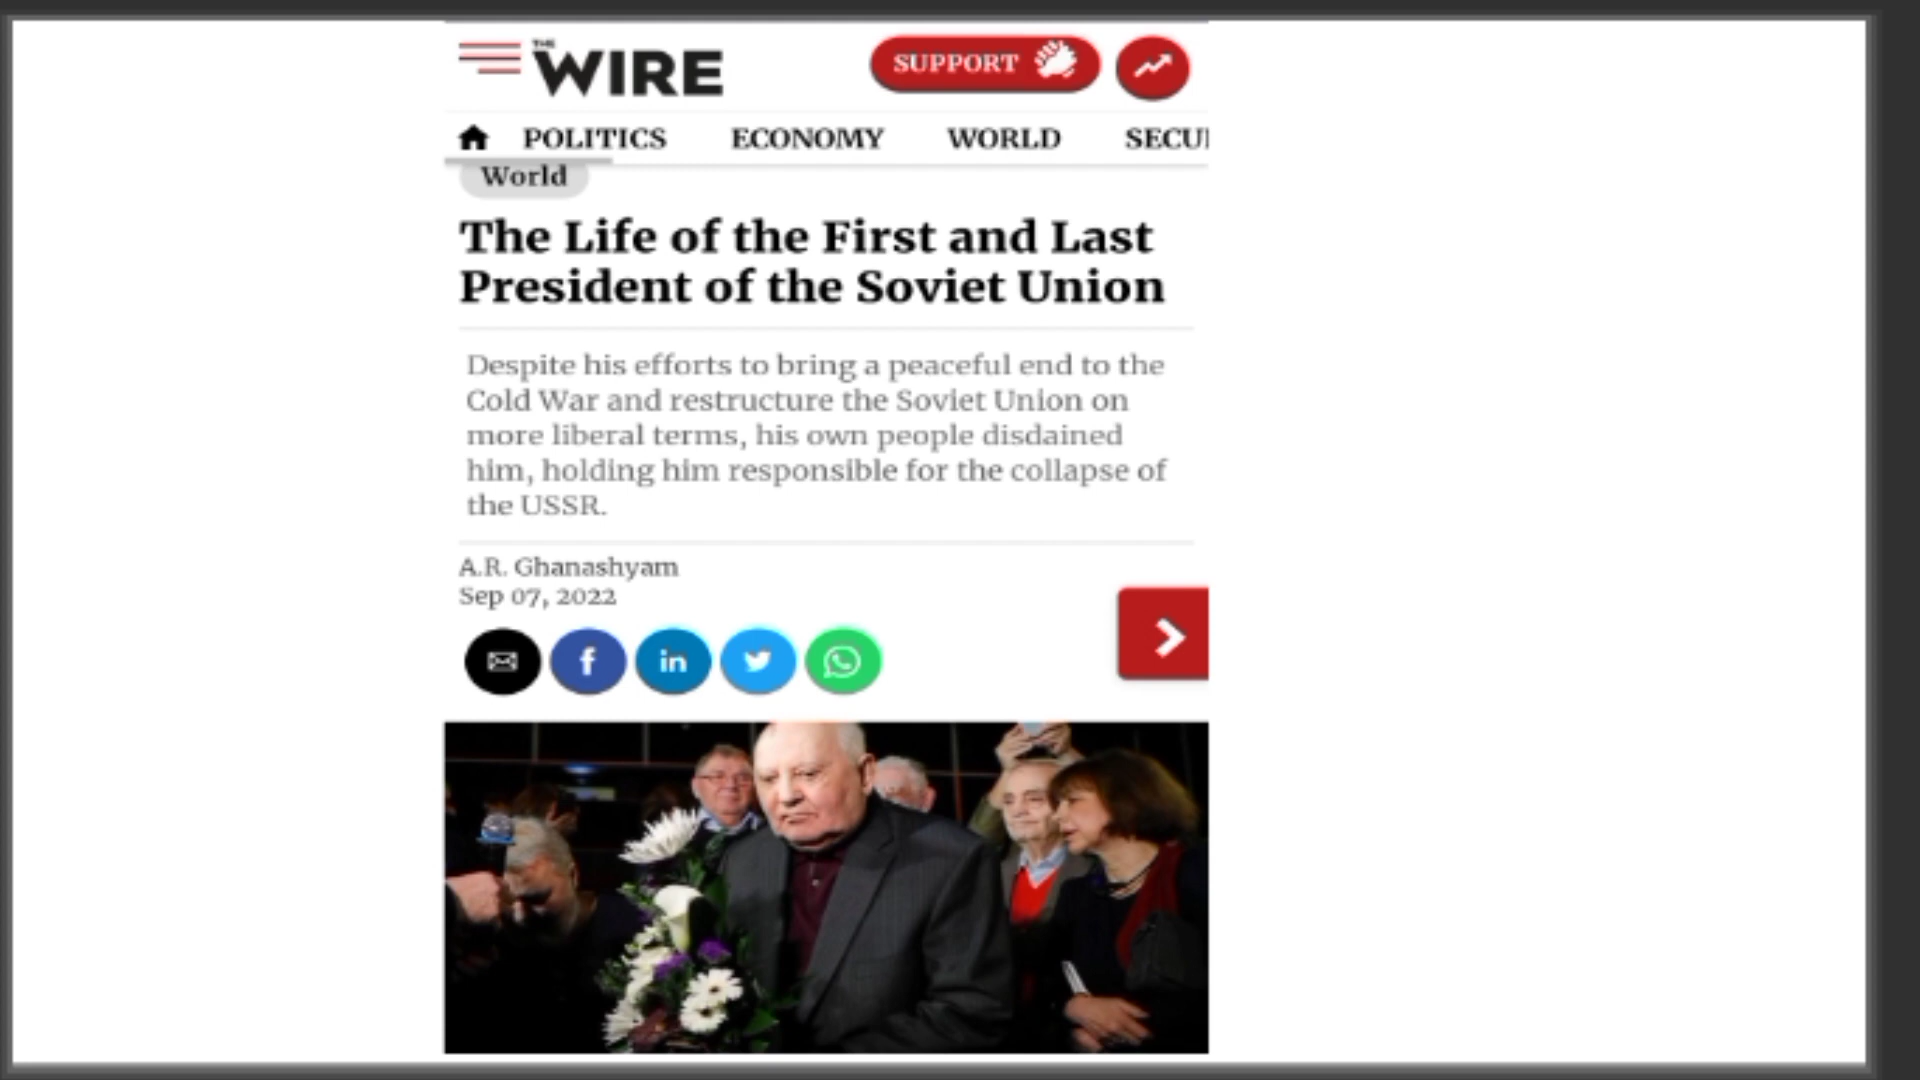 THE
WIRE
SUPPORT
POLITICS ECONOMY WORLD SECU
World
The Life of the First and Last
President of the Soviet Union
Despite his efforts to bring a peaceful end to the
Cold War and restructure the Soviet Union on
more liberal terms, his own people disdained
him, holding him responsible for the collapse of
the USSR.
A.R. Ghanashyam
Sep 07, 2022
f in